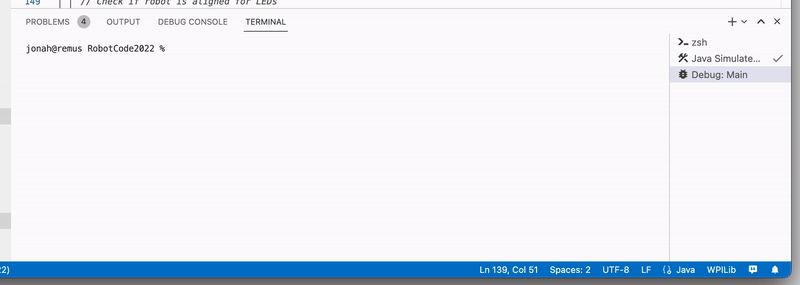 149 // Check if robot is aligned for LEDs
PROBLEMS 4 OUTPUT DEBUG CONSOLE TERMINAL
jonah@remus RobotCode2022 %
zsh
Java Simulate...
Debug: Main
22) Ln 139, Col 51 Spaces: 2 UTF-8 LF Java WPILib